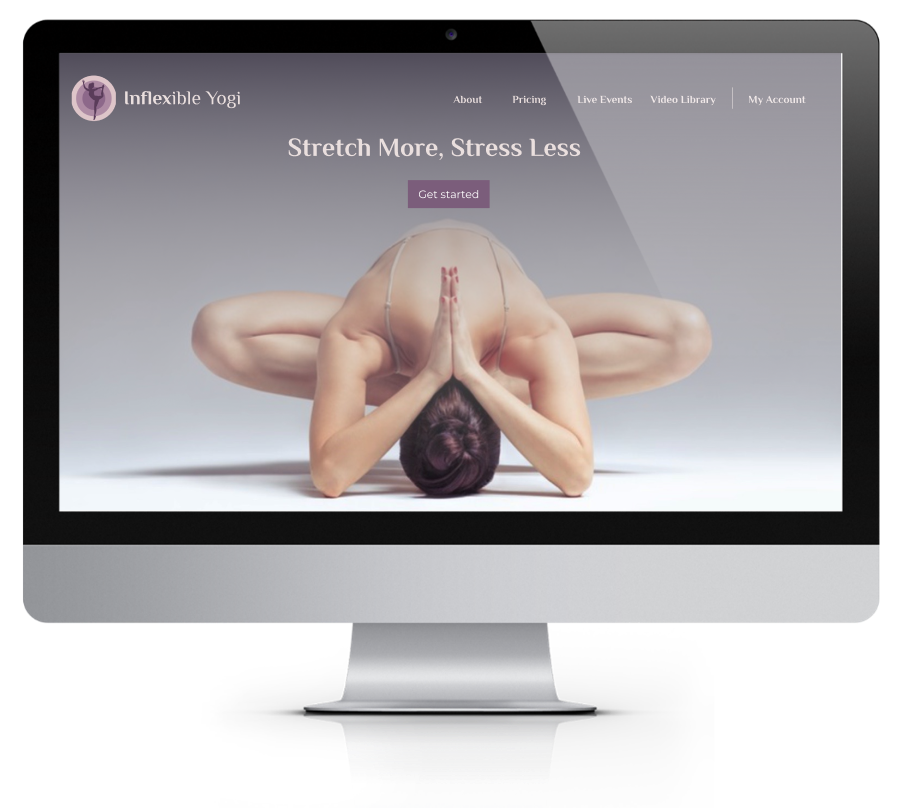 Inflexible Yogi
About Pricing Live Events Video Library My Account
Stretch More, Stress Less
Get started